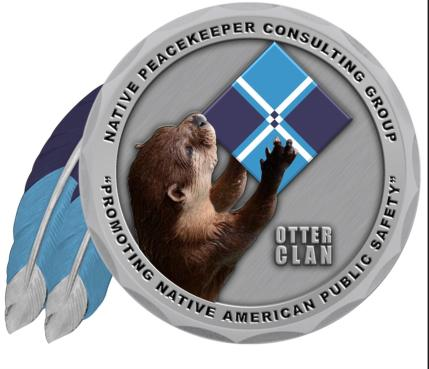 NATIVE PEACEKEEPER CONSULTING GROUP
OTTER
CLAN
"PROMOTING NATIVE AMERICAN PUBLIC SAFETY"